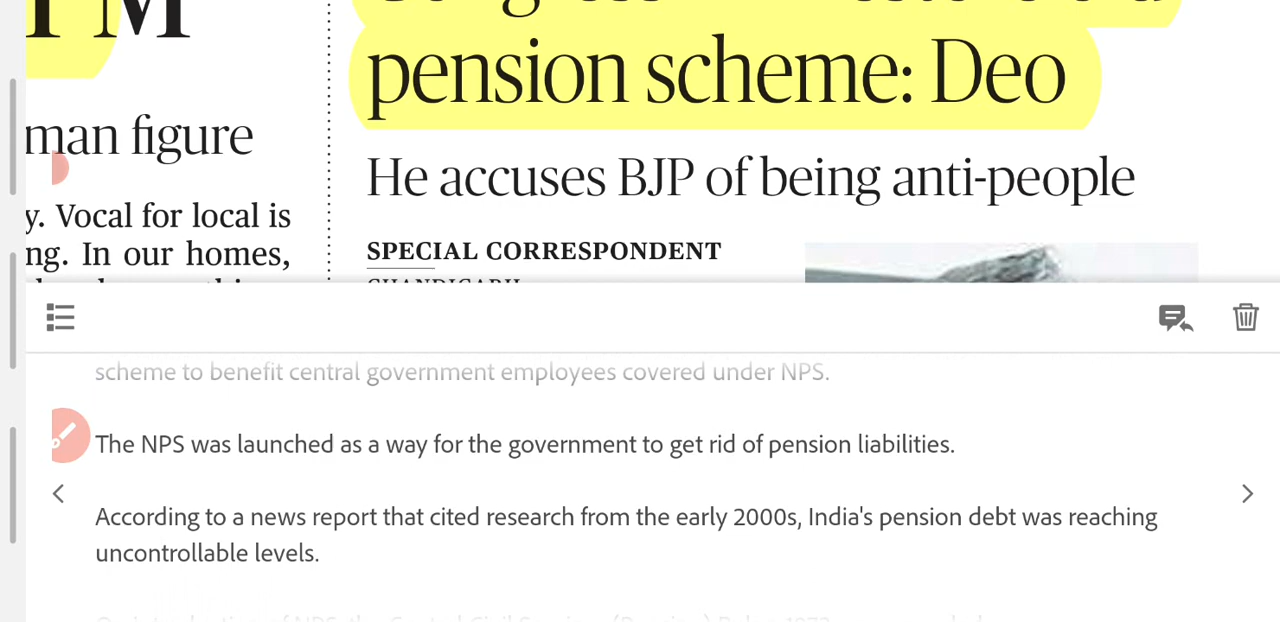 man figure
y. Vocal for local is
ng. In our homes,
pension scheme: Deo
He accuses BJP of being anti-people
SPECIAL CORRESPONDENT
CHANDIGARH
scheme to benefit central government employees covered under NPS.
The NPS was launched as a way for the government to get rid of pension liabilities.
According to a news report that cited research from the early 2000s, India's pension debt was reaching
uncontrollable levels.